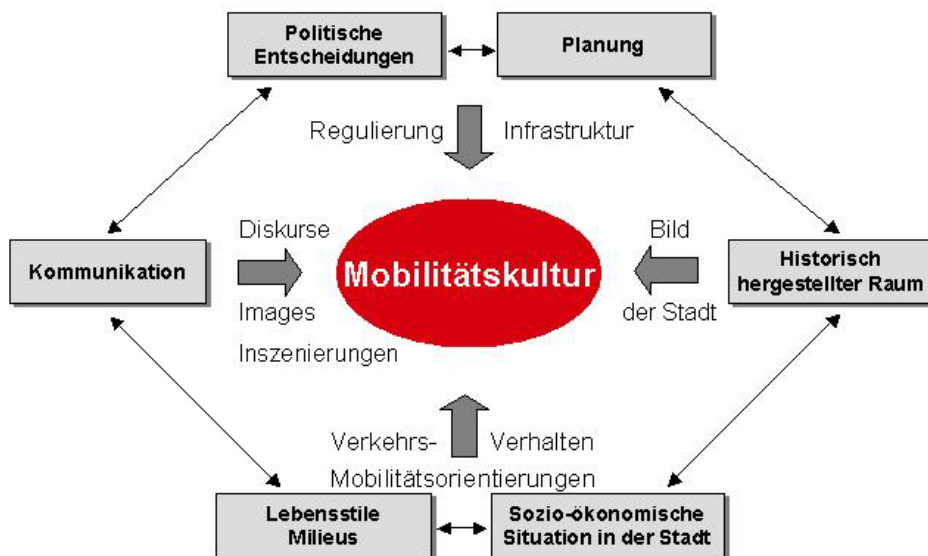 Politische
Entscheidungen
Planung
Regulierung Infrastruktur
Diskurse
Bild
Kommunikation
Mobilitätskultur
Historisch
hergestellter Raum
Images
der Stadt
Inszenierungen
Verkehrs- Verhalten
Mobilitätsorientierungen
Lebensstile
Milieus
Sozio-ökonomische
Situation in der Stadt